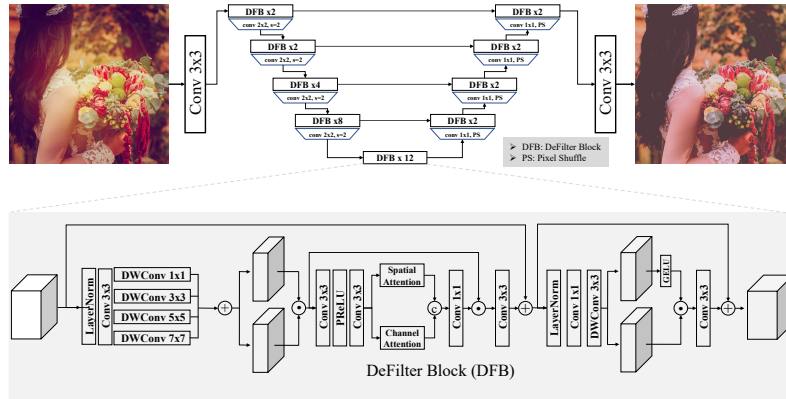 Conv 3x3
DFB x2
conv 2x2, s=2
DFB x2
conv 2x2, s=2
DFB x4
conv 2x2, s=2
DFB x8
conv 2x2, s=2
DFB x 12
DFB x2
conv 1x1, PS
DFB x2
conv 1x1, PS
DFB x2
conv 1x1, PS
DFB x2
conv 1x1, PS
Conv 3x3
➢ DFB: DeFilter Block
➢ PS: Pixel Shuffle
LayerNorm
Conv 3x3
DWConv 1x1
DWConv 3x3
DWConv 5x5
DWConv 7x7
Conv 3x3
PReLU
Conv 3x3
Spatial
Attention
Channel
Attention
C
Conv 1x1
Conv 3x3
LayerNorm
Conv 1x1
DWConv 3x3
GELU
Conv 3x3
DeFilter Block (DFB)